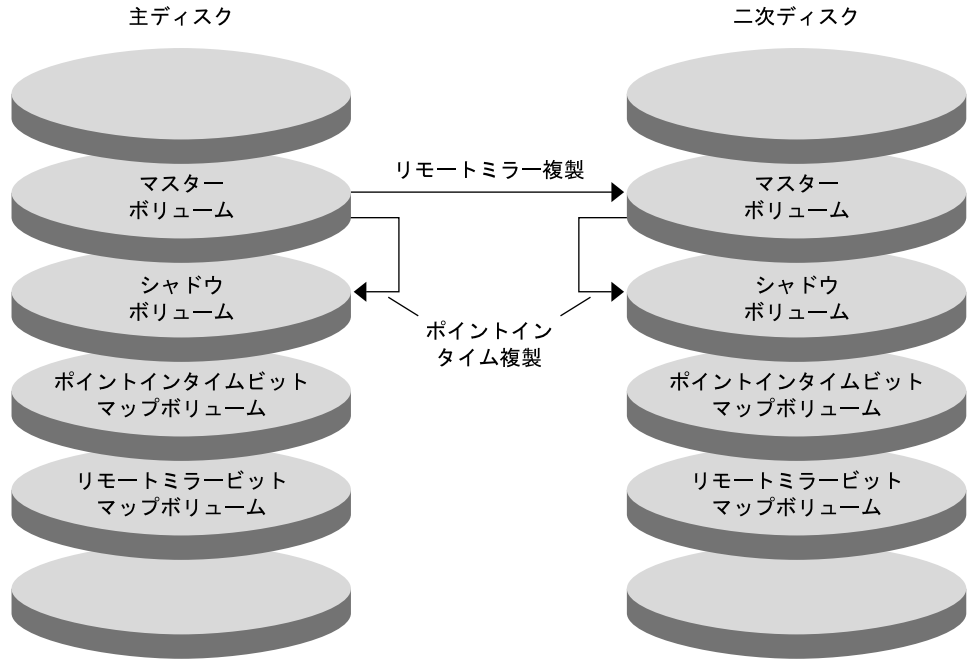 主ディスク
二次ディスク
リモートミラー複製
マスター
ボリューム
マスター
ボリューム
シャドウ
ボリューム
シャドウ
ボリューム
ポイントイン
タイム複製
ポイントインタイムビット
マップボリューム
ポイントインタイムビット
マップボリューム
リモートミラービット
マップボリューム
リモートミラービット
マップボリューム